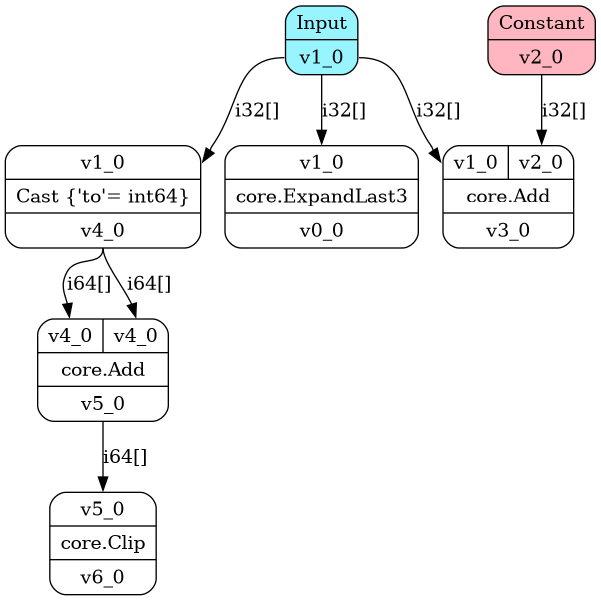 Input
v1_0
Constant
v2_0
i32[]
i32[]
i32[]
i32[]
v1_0
Cast {'to'= int64}
v4_0
v1_0
core.ExpandLast3
v0_0
v1_0 v2_0
core.Add
v3_0
i64[]
i64[]
v4_0 v4_0
core.Add
v5_0
i64[]
v5_0
core.Clip
v6_0